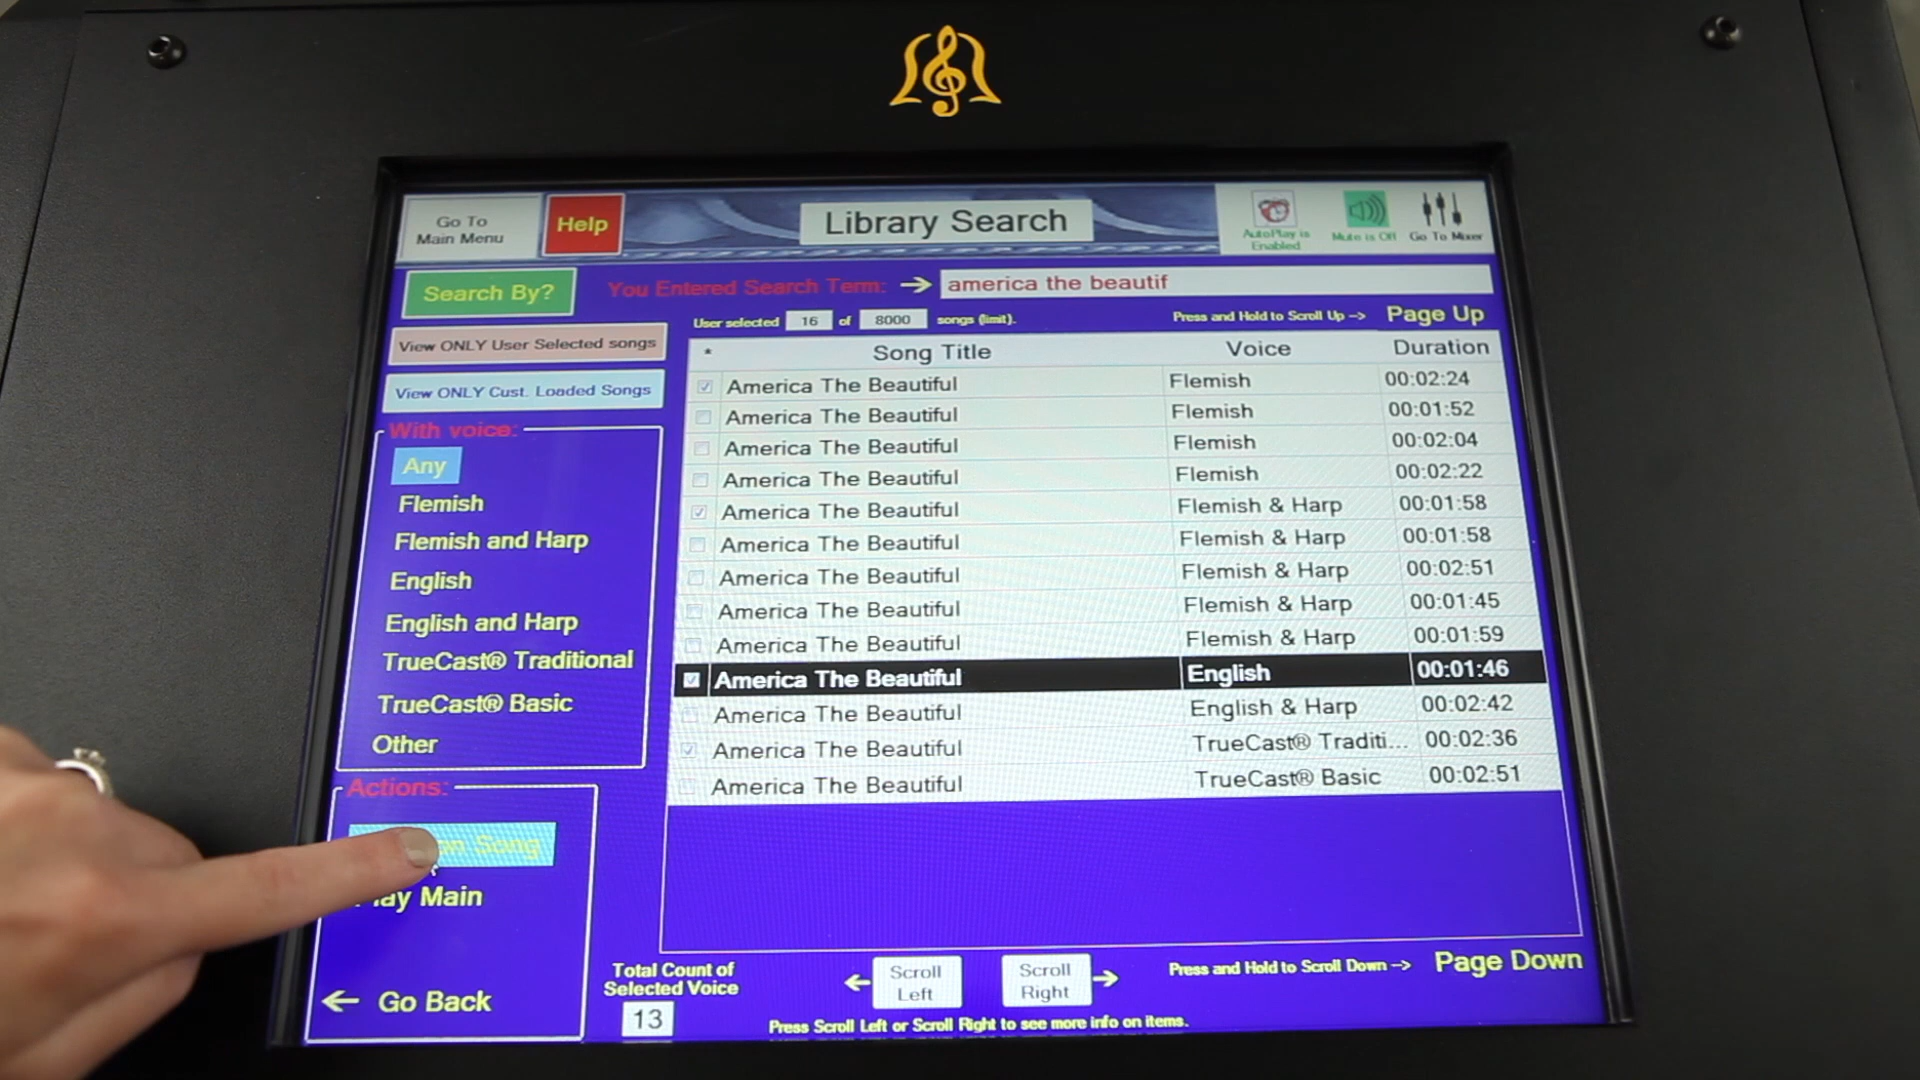 Go To
Main Menu
Help
Library Search
AutoPlay is
Enabled
Mute is Off
Go To Mixer
Search By?
You Entered Search Term:
america the beautif
User selected 16 of 8000 songs (limit).
Press and Hold to Scroll Up -->
Page Up
View ONLY User Selected songs
View ONLY Cust. Loaded Songs
With voice:
Any
Flemish
Flemish and Harp
English
English and Harp
TrueCast® Traditional
TrueCast® Basic
Other
* Song Title Voice Duration
America The Beautiful Flemish 00:02:24
America The Beautiful Flemish 00:01:52
America The Beautiful Flemish 00:02:04
America The Beautiful Flemish 00:02:22
America The Beautiful Flemish & Harp 00:01:58
America The Beautiful Flemish & Harp 00:01:58
America The Beautiful Flemish & Harp 00:02:51
America The Beautiful Flemish & Harp 00:01:45
America The Beautiful Flemish & Harp 00:01:59
America The Beautiful English 00:01:46
America The Beautiful English & Harp 00:02:42
America The Beautiful TrueCast® Traditi... 00:02:36
America The Beautiful TrueCast® Basic 00:02:51
Actions:
Song
Main
Go Back
Total Count of
Selected Voice
13
Scroll
Left
Scroll
Right
Press and Hold to Scroll Down -->
Page Down
Press Scroll Left or Scroll Right to see more info on items.